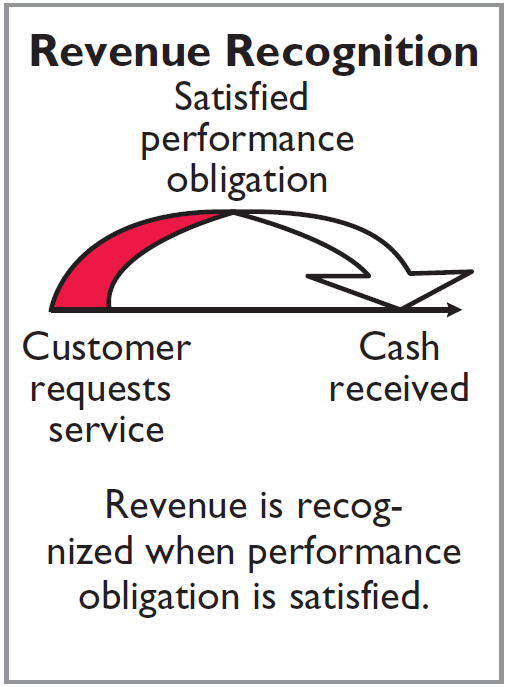 Revenue Recognition
Satisfied
performance
obligation
Customer
requests
service
Cash
received
Revenue is recog-
nized when performance
obligation is satisfied.